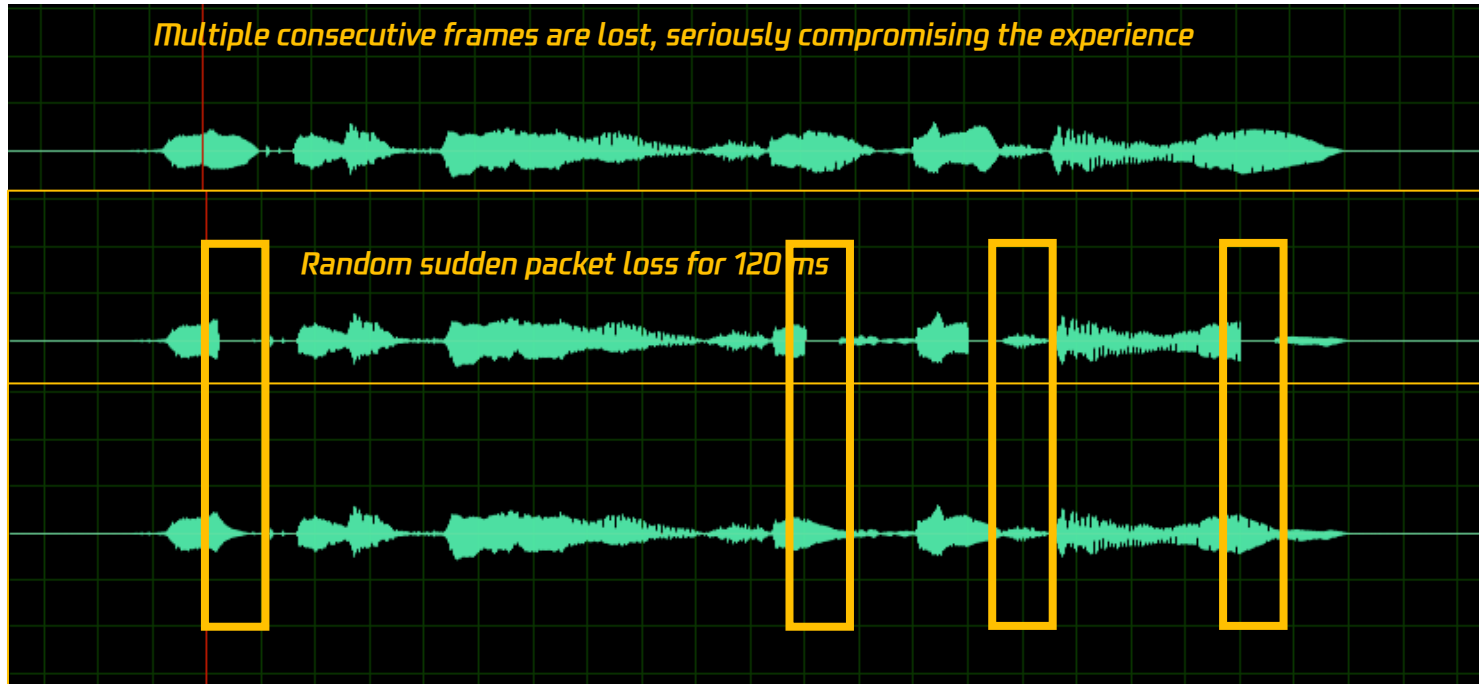 Multiple consecutive frames are lost, seriously compromising the experience
Random sudden packet loss for 120 ms